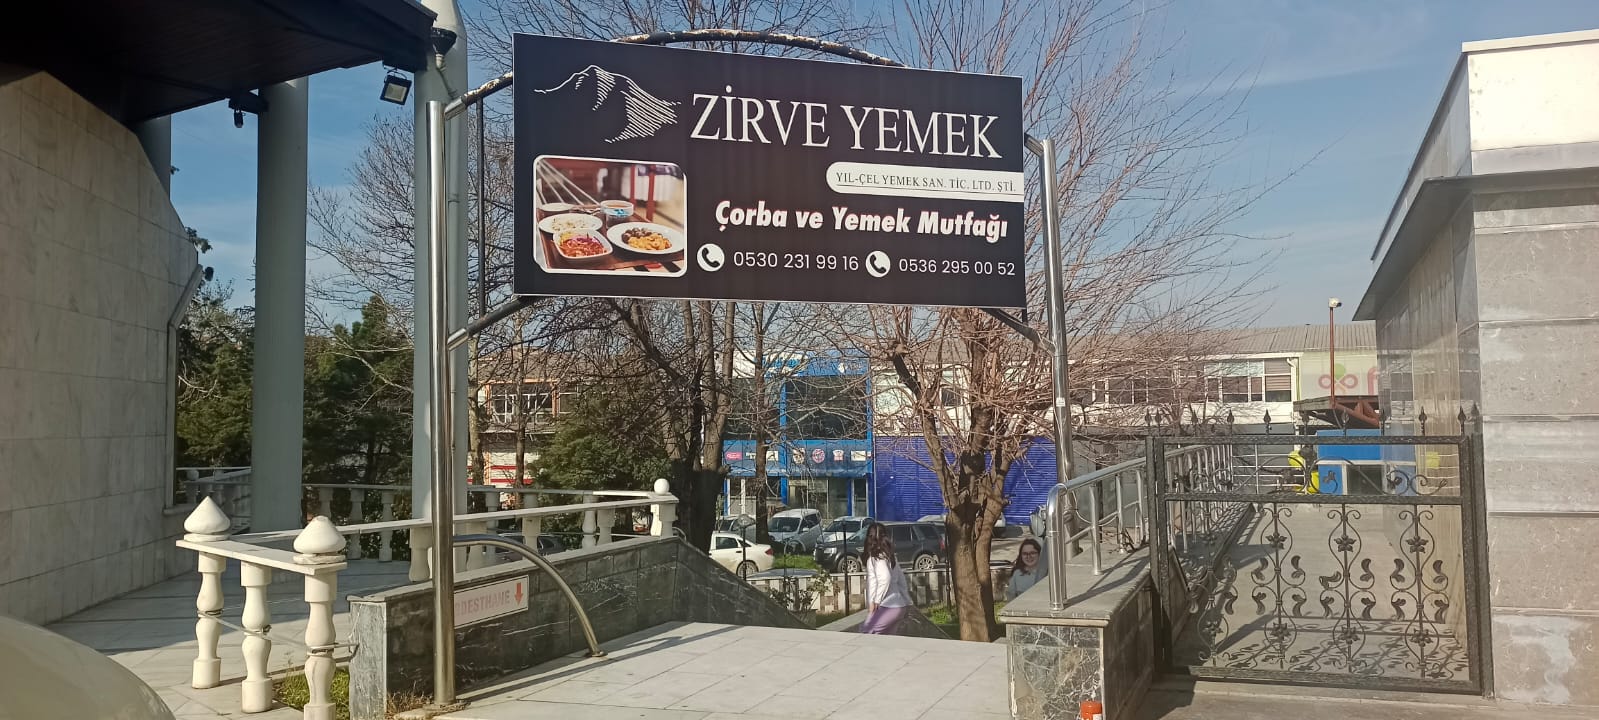 ZİRVE YEMEK
YIL-ÇEL YEMEK SAN. TİC. LTD. ŞTİ.
Çorba ve Yemek Mutfağı
0530 231 99 16 0536 295 00 52
RDESTHANE